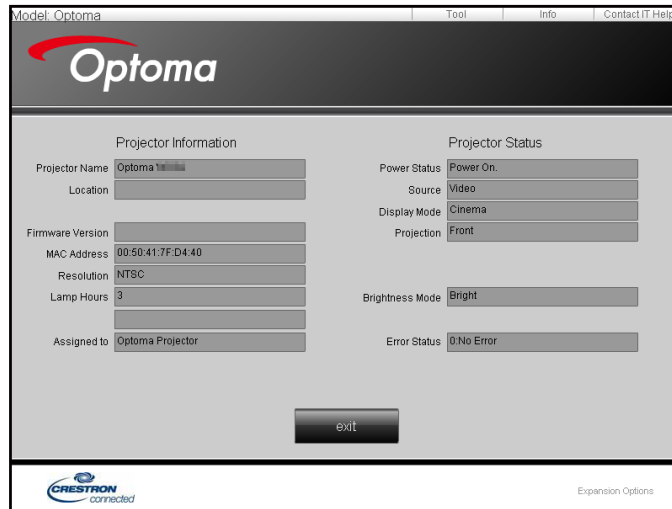 Model: Optoma
Tool
Info
Contact IT Help
Optoma
Projector Information
Projector Name Optoma
Location
Firmware Version
MAC Address 00:50:41:7F:D4:40
Resolution NTSC
Lamp Hours 3
Assigned to Optoma Projector
Projector Status
Power Status Power On.
Source Video
Display Mode Cinema
Projection Front
Brightness Mode Bright
Error Status 0:No Error
exit
CRESTRON
connected
Expansion Options